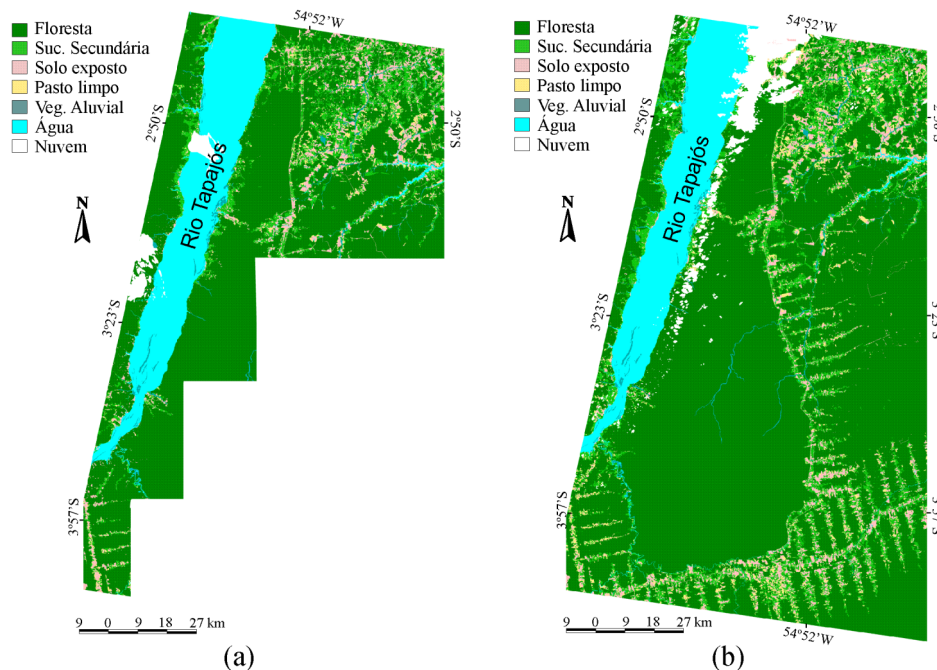 Floresta
Suc. Secundária
Solo exposto
Pasto limpo
Veg. Aluvial
Água
Nuvem
54°52'W
2°50'S
2°50'S
Rio Tapajós
N
3°23'S
3°57'S
9 0 9 18 27 km
(a)
Floresta
Suc. Secundária
Solo exposto
Pasto limpo
Veg. Aluvial
Água
Nuvem
54°52'W
2°50'S
Rio Tapajós
N
3°23'S
3°57'S
9 0 9 18 27 km
54°52'W
(b)